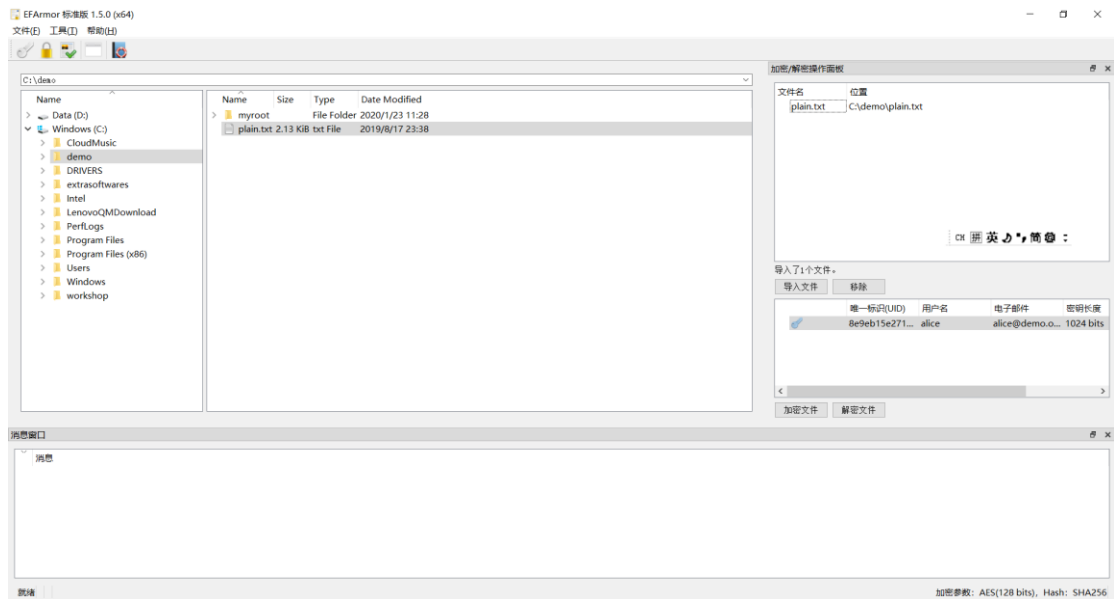 EFArmor 标准版 1.5.0 (x64)
文件(F) 工具(T) 帮助(H)
C:\demo
Name
Data (D:)
Windows (C:)
CloudMusic
demo
DRIVERS
extrasoftwares
Intel
LenovoQMDownload
PerfLogs
Program Files
Program Files (x86)
Users
Windows
workshop
Name Size Type Date Modified
myroot File Folder 2020/1/23 11:28
plain.txt 2.13 KiB txt File 2019/8/17 23:38
加密/解密操作面板
文件名 位置
plain.txt C:\demo\plain.txt
CH 拼 英 简
导入了1个文件。
导入文件 移除
唯一标识(UID) 用户名 电子邮件 密钥长度
8e9eb15e271... alice alice@demo.o... 1024 bits
加密文件 解密文件
消息窗口
消息
就绪
加密参数: AES(128 bits), Hash: SHA256